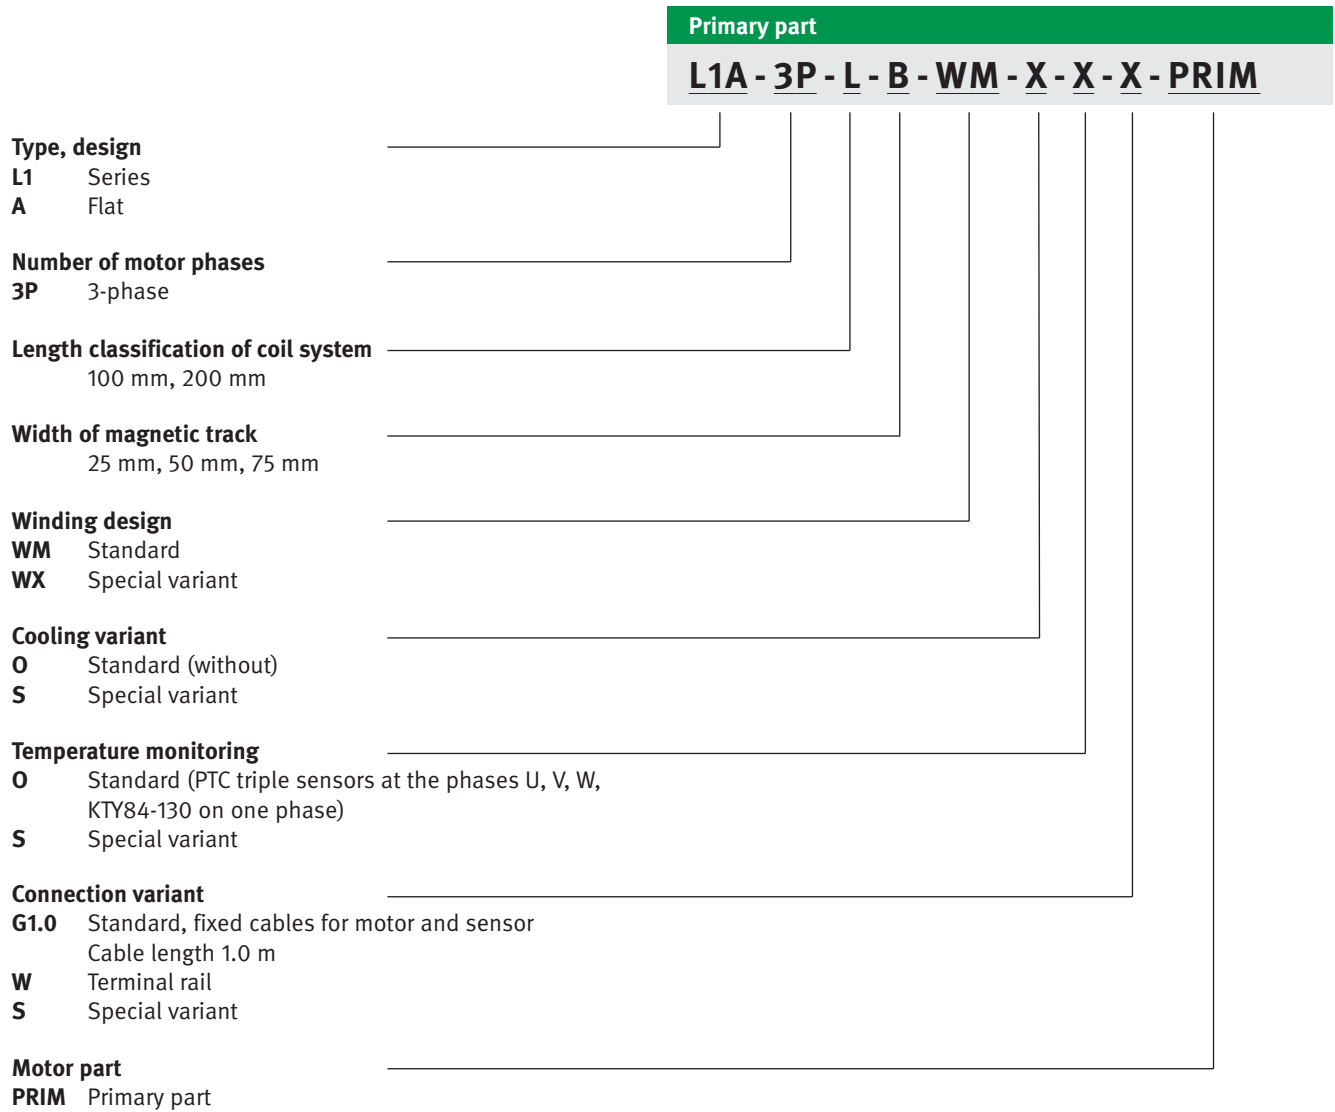 Primary part
L1A - 3P - L - B - WM - X - X - X - PRIM
Type, design
L1 Series
A Flat
Number of motor phases
3P 3-phase
Length classification of coil system
100 mm, 200 mm
Width of magnetic track
25 mm, 50 mm, 75 mm
Winding design
WM Standard
WX Special variant
Cooling variant
O Standard (without)
S Special variant
Temperature monitoring
O Standard (PTC triple sensors at the phases U, V, W,
KTY84-130 on one phase)
S Special variant
Connection variant
G1.0 Standard, fixed cables for motor and sensor
Cable length 1.0 m
W Terminal rail
S Special variant
Motor part
PRIM Primary part